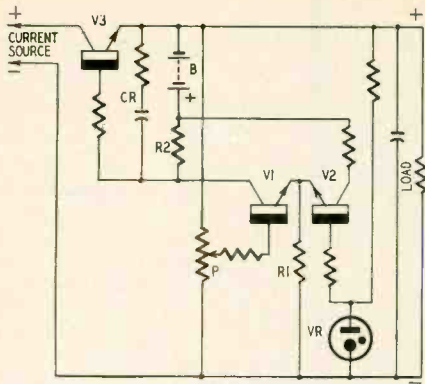 +
V3
+
CURRENT
SOURCE
−
B
CR
+
R2
V1
V2
LOAD
P
R1
VR
−